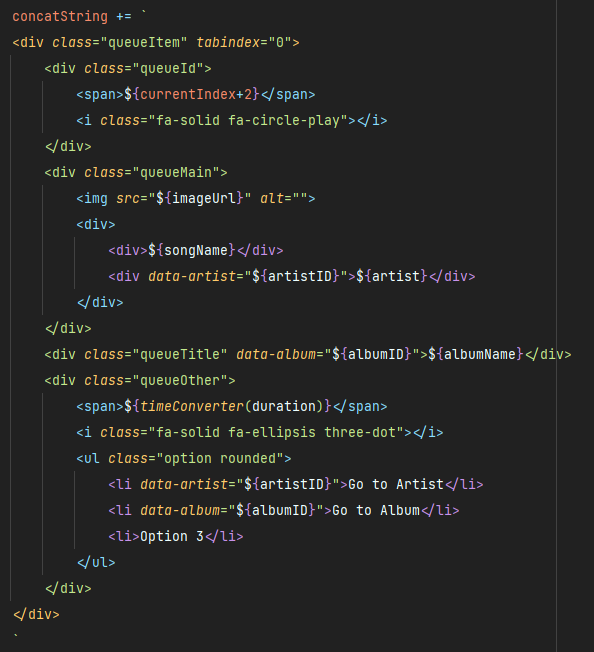 concatString += `
<div class="queueItem" tabindex="0">
<div class="queueId">
<span>${currentIndex+2}</span>
<i class="fa-solid fa-circle-play"></i>
</div>
<div class="queueMain">
<img src="${imageUrl}" alt="">
<div>
<div>${songName}</div>
<div data-artist="${artistID}">${artist}</div>
</div>
</div>
<div class="queueTitle" data-album="${albumID}">${albumName}</div>
<div class="queueOther">
<span>${timeConverter(duration)}</span>
<i class="fa-solid fa-ellipsis three-dot"></i>
<ul class="option rounded">
<li data-artist="${artistID}">Go to Artist</li>
<li data-album="${albumID}">Go to Album</li>
<li>Option 3</li>
</ul>
</div>
</div>
`